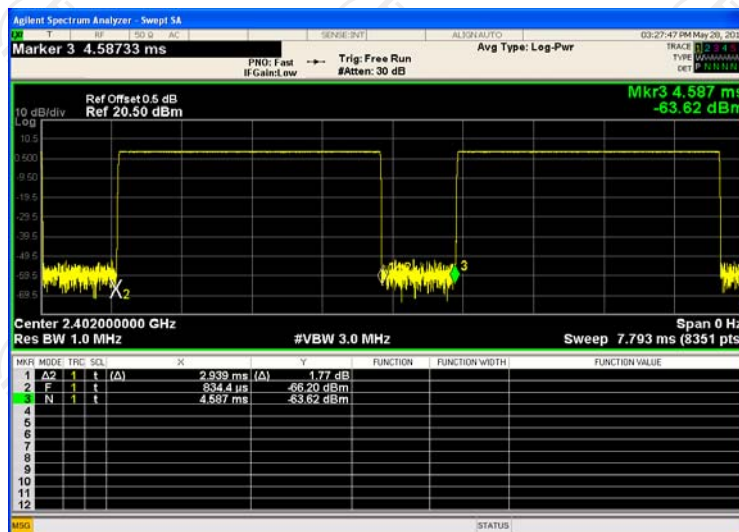 Agilent Spectrum Analyzer - Swept SA
LXI T RF 50 Ω AC SENSE:INT ALIGNAUTO 03:27:47 PM May 28, 201
Marker 3 4.58733 ms Avg Type: Log-Pwr TRACE 1 2 3 4 5
PNO: Fast Trig: Free Run TYPE
IFGain:Low #Atten: 30 dB DET P N N N N
Mkr3 4.587 ms
-63.62 dBm
Ref Offset 0.5 dB
10 dB/div Ref 20.50 dBm
Log
10.5
0.500
-9.50
-19.5
-29.5
-39.5
-49.5
-59.5
-69.5
2
3
Center 2.402000000 GHz Span 0 Hz
Res BW 1.0 MHz #VBW 3.0 MHz Sweep 7.793 ms (8351 pts
MKR MODE TRC SCL X Y FUNCTION FUNCTION WIDTH FUNCTION VALUE
1 Δ2 1 t (Δ) 2.939 ms (Δ) 1.77 dB
2 F 1 t 834.4 µs -66.20 dBm
3 N 1 t 4.587 ms -63.62 dBm
4
5
6
7
8
9
10
11
12
MSG STATUS